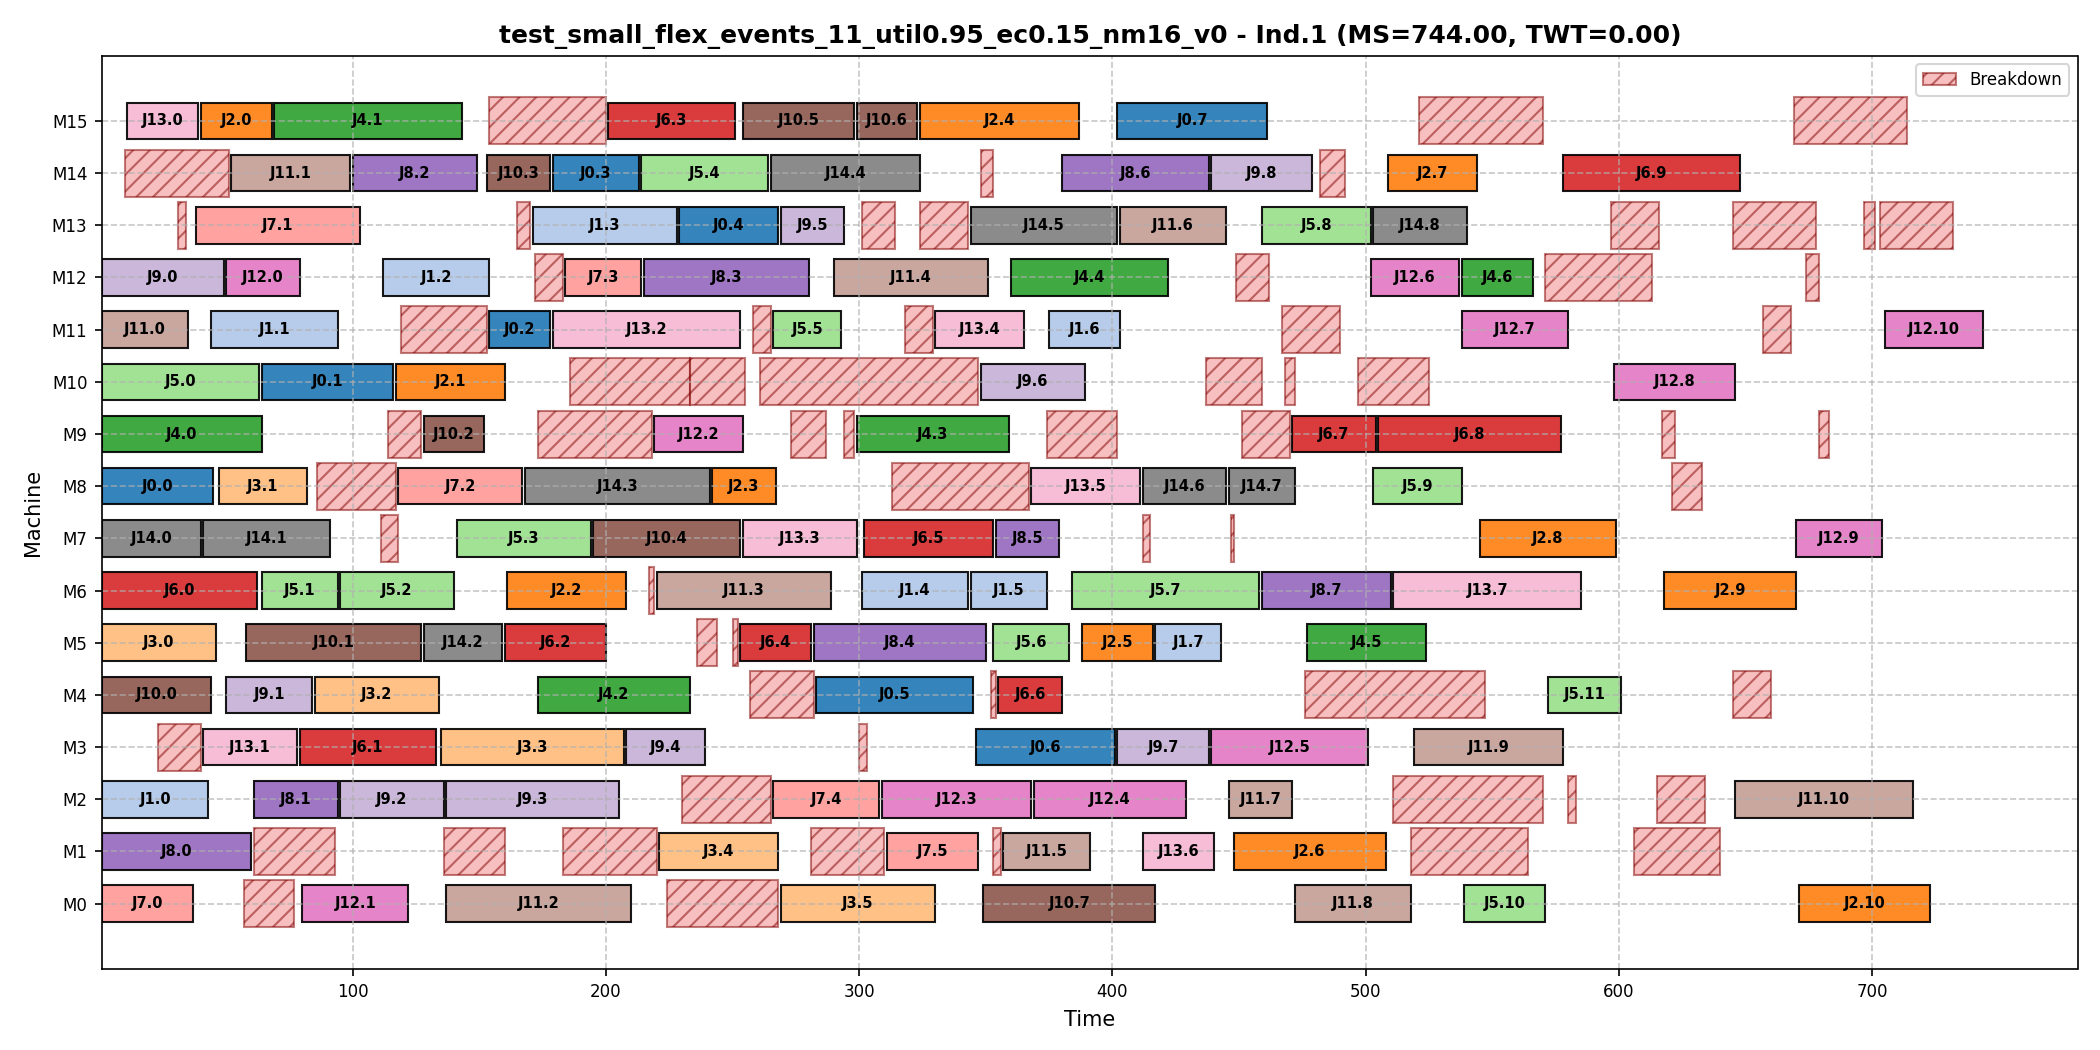 test_small_flex_events_11_util0.95_ec0.15_nm16_v0 - Ind.1 (MS=744.00, TWT=0.00)
Breakdown
M15 J13.0 J2.0 J4.1 J6.3 J10.5 J10.6 J2.4 J0.7
M14 J11.1 J8.2 J10.3 J0.3 J5.4 J14.4 J8.6 J9.8 J2.7 J6.9
M13 J7.1 J1.3 J0.4 J9.5 J14.5 J11.6 J5.8 J14.8
M12 J9.0 J12.0 J1.2 J7.3 J8.3 J11.4 J4.4 J12.6 J4.6
M11 J11.0 J1.1 J0.2 J13.2 J5.5 J13.4 J1.6 J12.7 J12.10
M10 J5.0 J0.1 J2.1 J9.6 J12.8
M9 J4.0 J10.2 J12.2 J4.3 J6.7 J6.8
M8 J0.0 J3.1 J7.2 J14.3 J2.3 J13.5 J14.6 J14.7 J5.9
M7 J14.0 J14.1 J5.3 J10.4 J13.3 J6.5 J8.5 J2.8 J12.9
M6 J6.0 J5.1 J5.2 J2.2 J11.3 J1.4 J1.5 J5.7 J8.7 J13.7 J2.9
M5 J3.0 J10.1 J14.2 J6.2 J6.4 J8.4 J5.6 J2.5 J1.7 J4.5
M4 J10.0 J9.1 J3.2 J4.2 J0.5 J6.6 J5.11
M3 J13.1 J6.1 J3.3 J9.4 J0.6 J9.7 J12.5 J11.9
M2 J1.0 J8.1 J9.2 J9.3 J7.4 J12.3 J12.4 J11.7 J11.10
M1 J8.0 J3.4 J7.5 J11.5 J13.6 J2.6
M0 J7.0 J12.1 J11.2 J3.5 J10.7 J11.8 J5.10 J2.10
Machine
100 200 300 400 500 600 700
Time